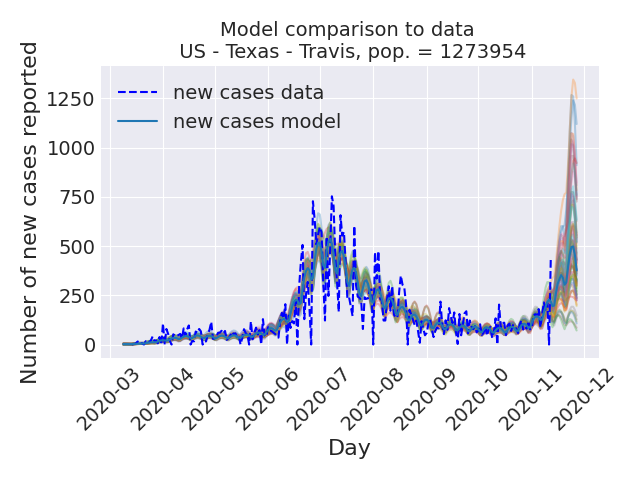 Model comparison to data
US - Texas - Travis, pop. = 1273954
Number of new cases reported
1250
1000
750
500
250
0
new cases data
new cases model
2020-03
2020-04
2020-05
2020-06
2020-07
2020-08
2020-09
2020-10
2020-11
2020-12
Day